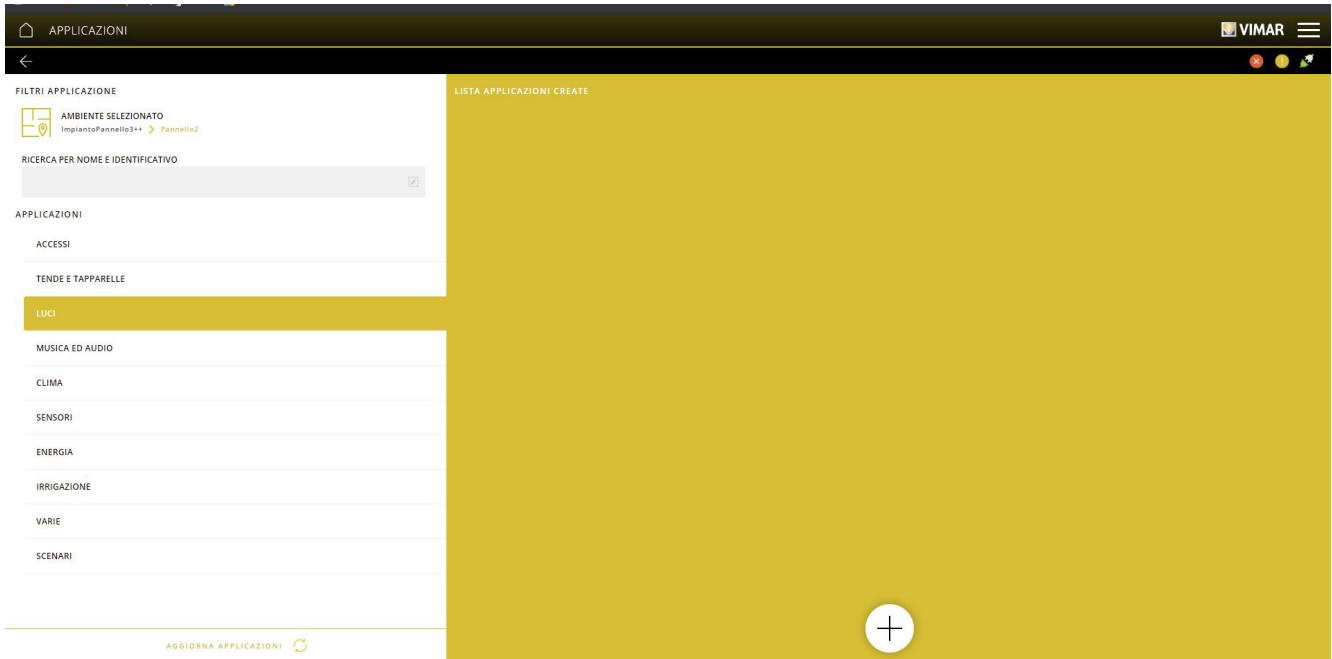 APPLICAZIONI
VIMAR
FILTRI APPLICAZIONE
AMBIENTE SELEZIONATO
ImpiantoPannello3++ > Pannello2
RICERCA PER NOME E IDENTIFICATIVO
APPLICAZIONI
ACCESSI
TENDE E TAPPARELLE
LUCI
MUSICA ED AUDIO
CLIMA
SENSORI
ENERGIA
IRRIGAZIONE
VARIE
SCENARI
AGGIORNA APPLICAZIONI
LISTA APPLICAZIONI CREATE